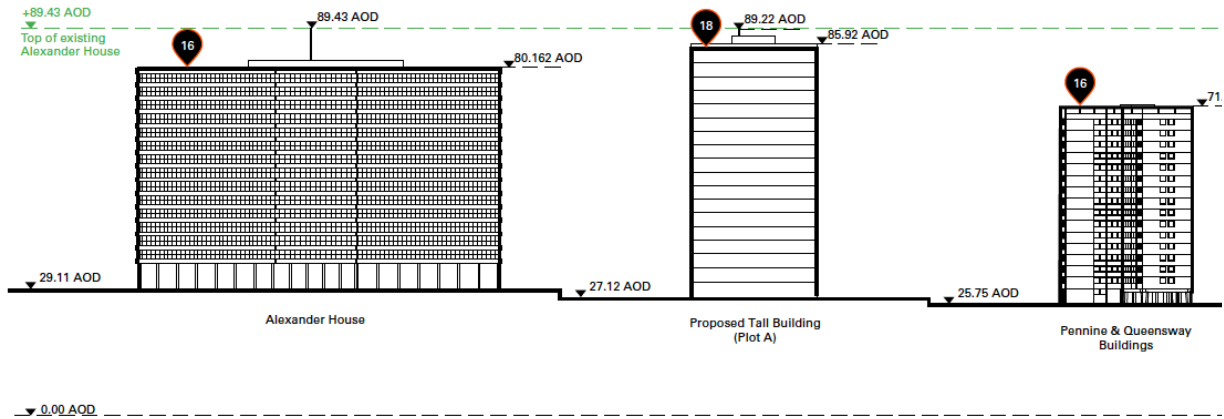 +89.43 AOD
Top of existing
Alexander House
16
89.43 AOD
80.162 AOD
18
89.22 AOD
85.92 AOD
16
71.
29.11 AOD
27.12 AOD
25.75 AOD
Alexander House
Proposed Tall Building
(Plot A)
Pennine & Queensway
Buildings
0.00 AOD